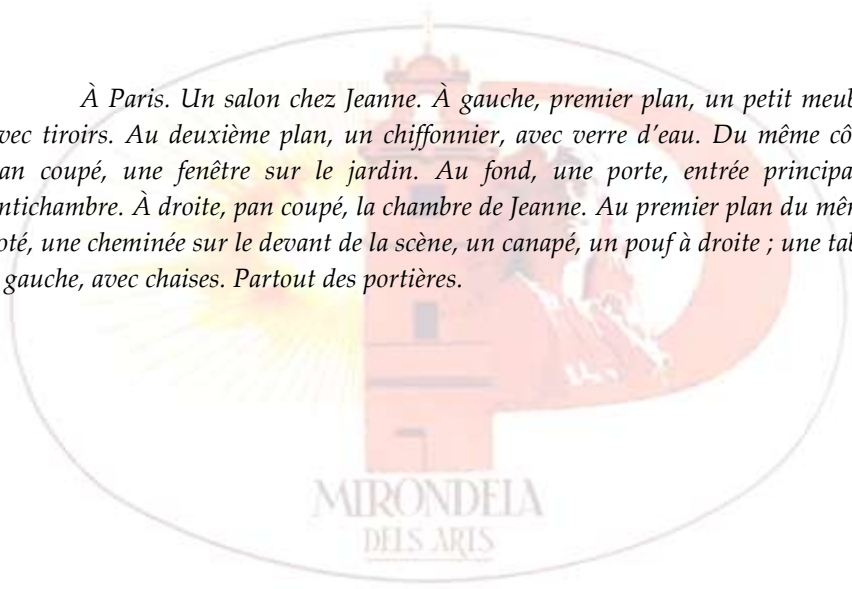 À Paris. Un salon chez Jeanne. À gauche, premier plan, un petit meub
vec tiroirs. Au deuxième plan, un chiffonnier, avec verre d'eau. Du même cô
an coupé, une fenêtre sur le jardin. Au fond, une porte, entrée principa
ntichambre. À droite, pan coupé, la chambre de Jeanne. Au premier plan du mêm
oté, une cheminée sur le devant de la scène, un canapé, un pouf à droite ; une tab
gauche, avec chaises. Partout des portières.
MIRONDELA
DELS ARTS